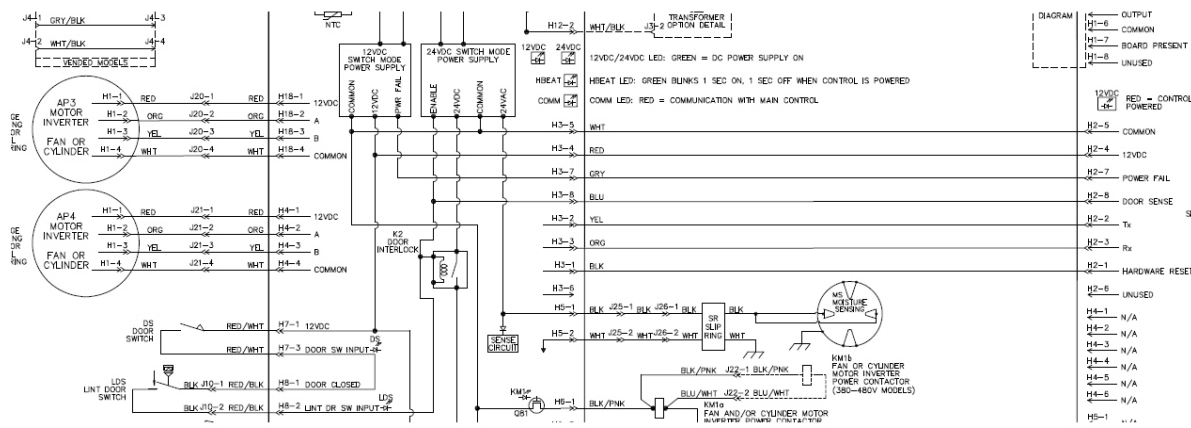 J4-1 GRY/BLK J4-3
J4-2 WHT/BLK J4-4
VENDED MODELS
NTC
H12-2 WHT/BLK J3-2
TRANSFORMER
OPTION DETAIL
DIAGRAM
OUTPUT
H1-6 COMMON
H1-7 BOARD PRESENT
H1-8 UNUSED
12VDC
SWITCH MODE
POWER SUPPLY
24VDC SWITCH MODE
POWER SUPPLY
COMMON
12VDC
PWR FAIL
ENABLE
24VDC
COMMON
24VAC
12VDC 24VDC
12VDC/24VDC LED: GREEN = DC POWER SUPPLY ON
HBEAT
HBEAT LED: GREEN BLINKS 1 SEC ON, 1 SEC OFF WHEN CONTROL IS POWERED
COMM
COMM LED: RED = COMMUNICATION WITH MAIN CONTROL
12VDC
RED = CONTROL
POWERED
AP3
MOTOR
INVERTER
FAN OR
CYLINDER
H1-1 RED J20-1 RED H18-1 12VDC
H1-2 ORG J20-2 ORG H18-2 A
H1-3 YEL J20-3 YEL H18-3 B
H1-4 WHT J20-4 WHT H18-4 COMMON
AP4
MOTOR
INVERTER
FAN OR
CYLINDER
H1-1 RED J21-1 RED H4-1 12VDC
H1-2 ORG J21-2 ORG H4-2 A
H1-3 YEL J21-3 YEL H4-3 B
H1-4 WHT J21-4 WHT H4-4 COMMON
H3-5 WHT H2-5 COMMON
H3-4 RED H2-4 12VDC
H3-7 GRY H2-7 POWER FAIL
H3-8 BLU H2-8 DOOR SENSE
H3-2 YEL H2-2 Tx
H3-3 ORG H2-3 Rx
H3-1 BLK H2-1 HARDWARE RESET
H3-6 H2-6 UNUSED
K2
DOOR
INTERLOCK
H5-1 BLK J25-1 BLK J26-1 BLK
SR
SLIP
RING
BLK
H5-2 WHT J25-2 WHT J26-2 WHT
WHT
MS
MOISTURE
SENSING
SENSE
CIRCUIT
H4-1 N/A
H4-2 N/A
H4-3 N/A
H4-4 N/A
H4-5 N/A
H4-6 N/A
H5-1
DS
DOOR
SWITCH
RED/WHT H7-1 12VDC
RED/WHT H7-3 DOOR SW INPUT
DS
LDS
LINT DOOR
SWITCH
BLK J10-1 RED/BLK H8-1 DOOR CLOSED
BLK J10-2 RED/BLK H8-2 LINT DR SW INPUT
LDS
KM1
Q81
H6-1 BLK/PNK
BLK/PNK J22-1 BLK/PNK
BLU/WHT J22-2 BLU/WHT
KM1b
FAN OR CYLINDER
MOTOR INVERTER
POWER CONTACTOR
(380-480V MODELS)
KM1a
FAN AND/OR CYLINDER MOTOR
INVERTER POWER CONTACTOR